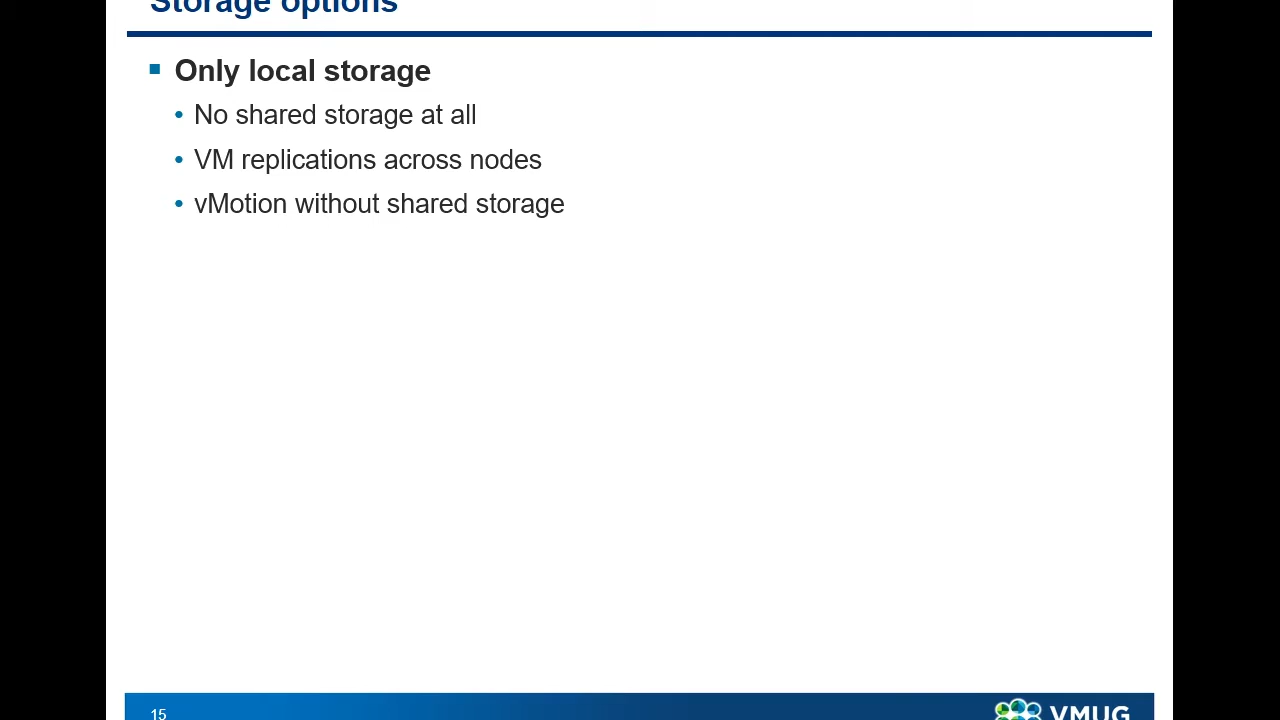 Storage options
Only local storage
No shared storage at all
VM replications across nodes
vMotion without shared storage
15
VMUG